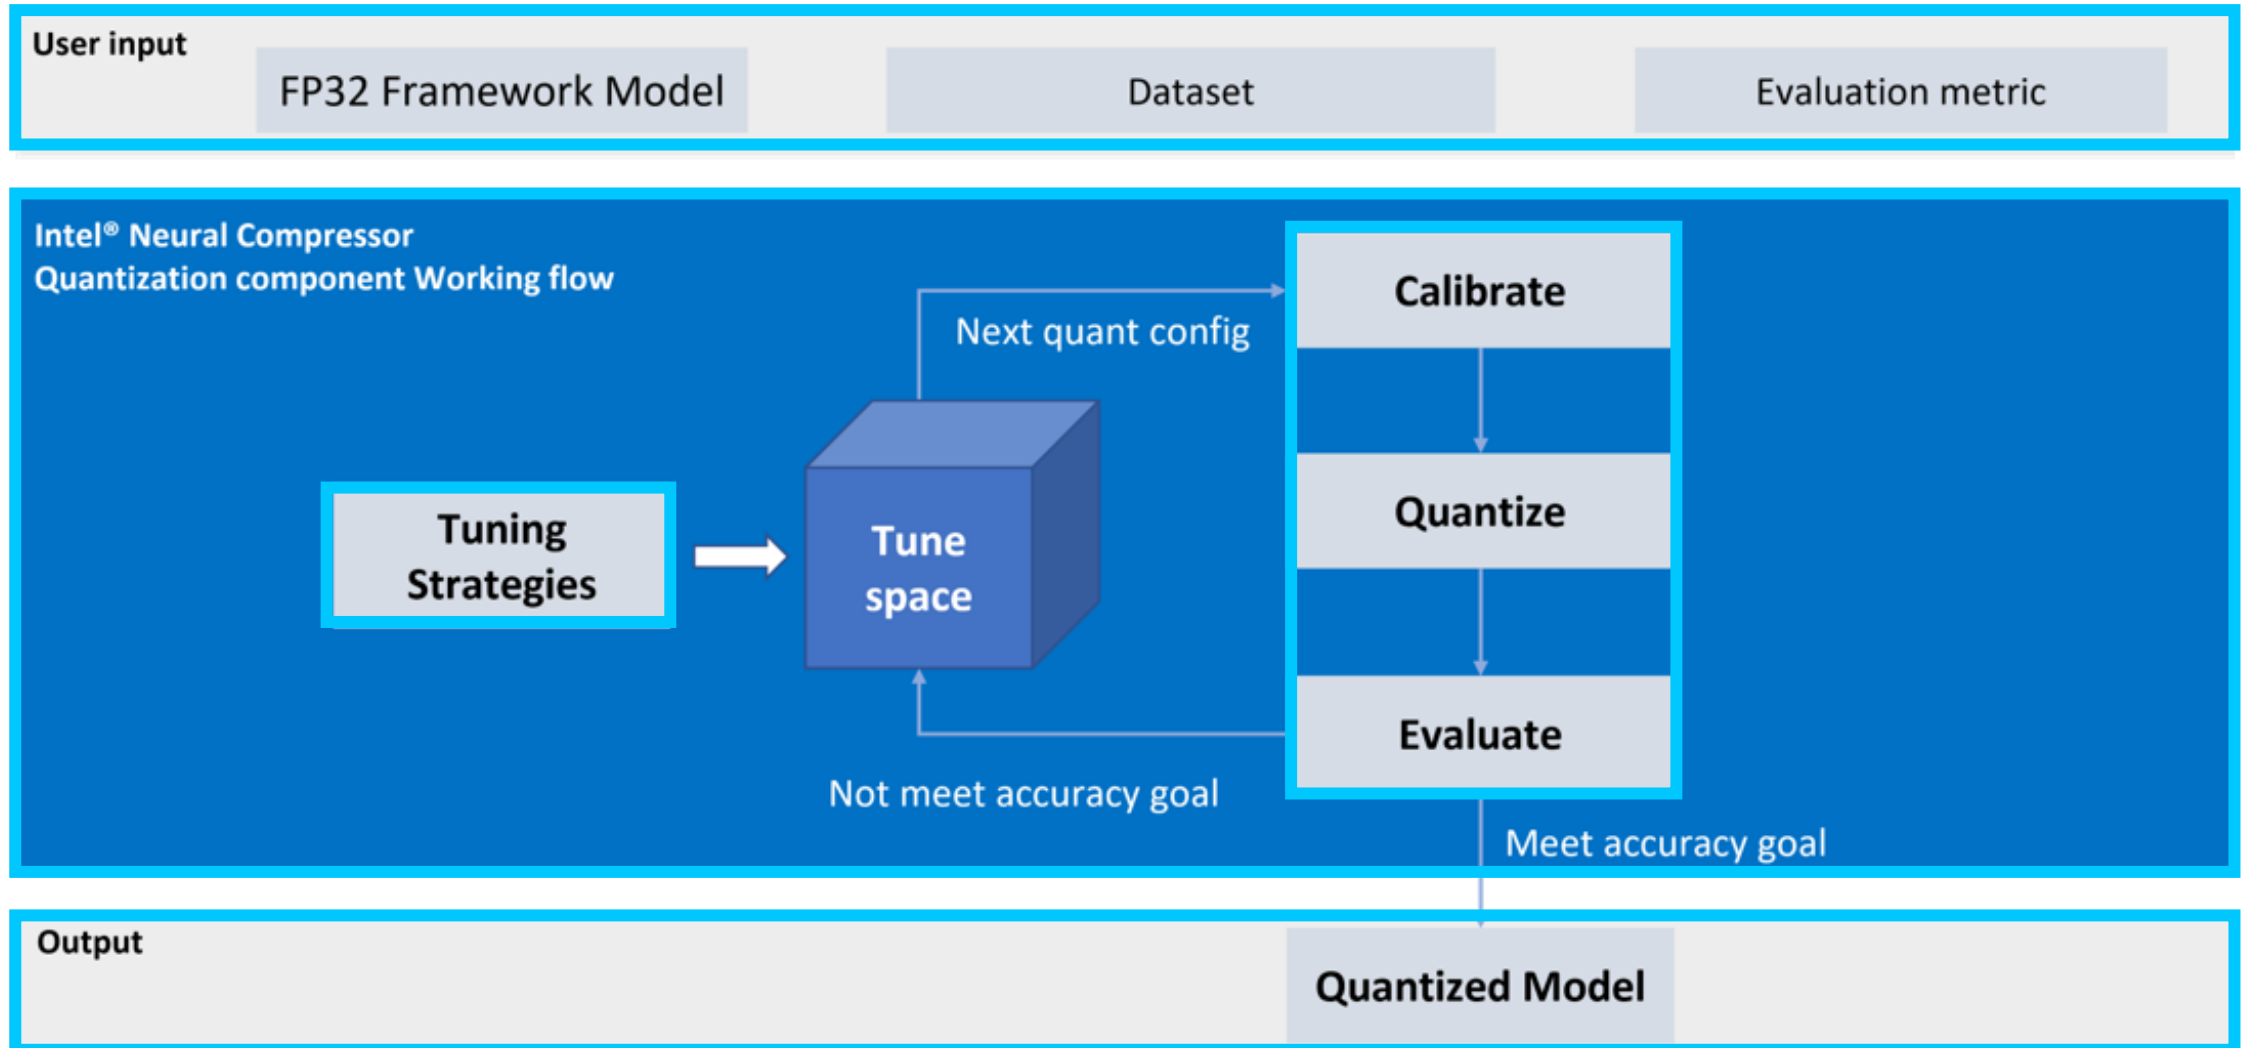 User input
FP32 Framework Model
Dataset
Evaluation metric
Intel® Neural Compressor
Quantization component Working flow
Calibrate
Next quant config
Quantize
Tuning
Strategies
Tune
space
Evaluate
Not meet accuracy goal
Meet accuracy goal
Output
Quantized Model